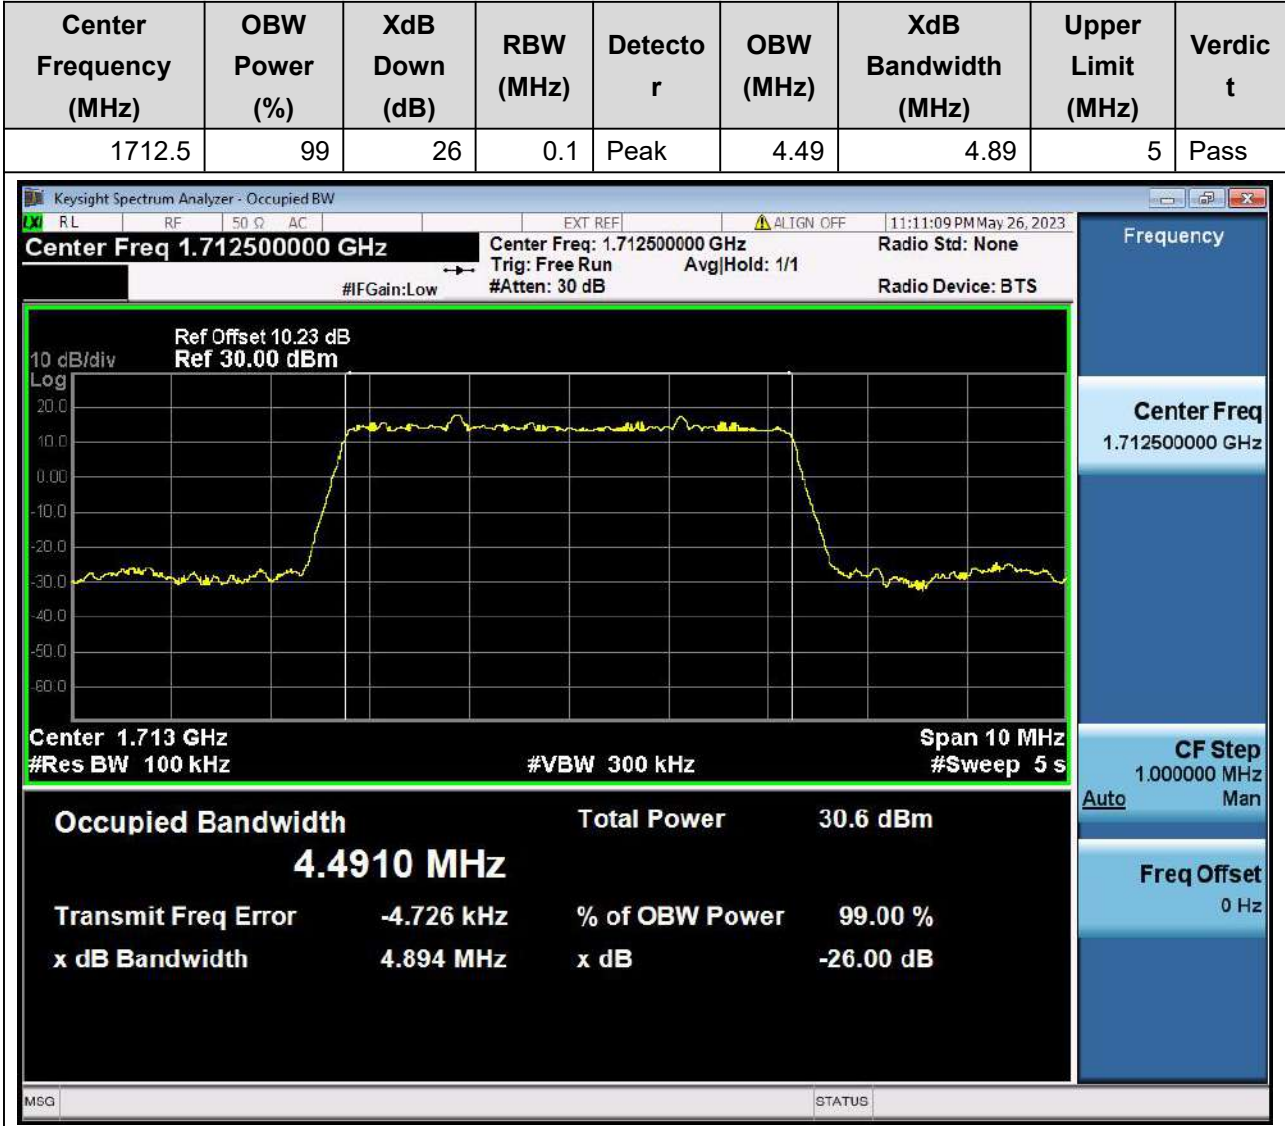 Center Frequency (MHz) OBW Power (%) XdB Down (dB) RBW (MHz) Detecto r OBW (MHz) XdB Bandwidth (MHz) Upper Limit (MHz) Verdic t
1712.5 99 26 0.1 Peak 4.49 4.89 5 Pass
Keysight Spectrum Analyzer - Occupied BW
LXI RL RF 50 Ω AC EXT REF ALIGN OFF 11:11:09 PM May 26, 2023
Center Freq 1.712500000 GHz
Center Freq: 1.712500000 GHz Radio Std: None
Trig: Free Run Avg|Hold: 1/1
#IFGain:Low #Atten: 30 dB Radio Device: BTS
Ref Offset 10.23 dB
10 dB/div Ref 30.00 dBm
Log
20.0
10.0
0.00
-10.0
-20.0
-30.0
-40.0
-50.0
-60.0
Center 1.713 GHz Span 10 MHz
#Res BW 100 kHz #VBW 300 kHz #Sweep 5 s
Occupied Bandwidth Total Power 30.6 dBm
4.4910 MHz
Transmit Freq Error -4.726 kHz % of OBW Power 99.00 %
x dB Bandwidth 4.894 MHz x dB -26.00 dB
Frequency
Center Freq
1.712500000 GHz
CF Step
1.000000 MHz
Auto Man
Freq Offset
0 Hz
MSG STATUS